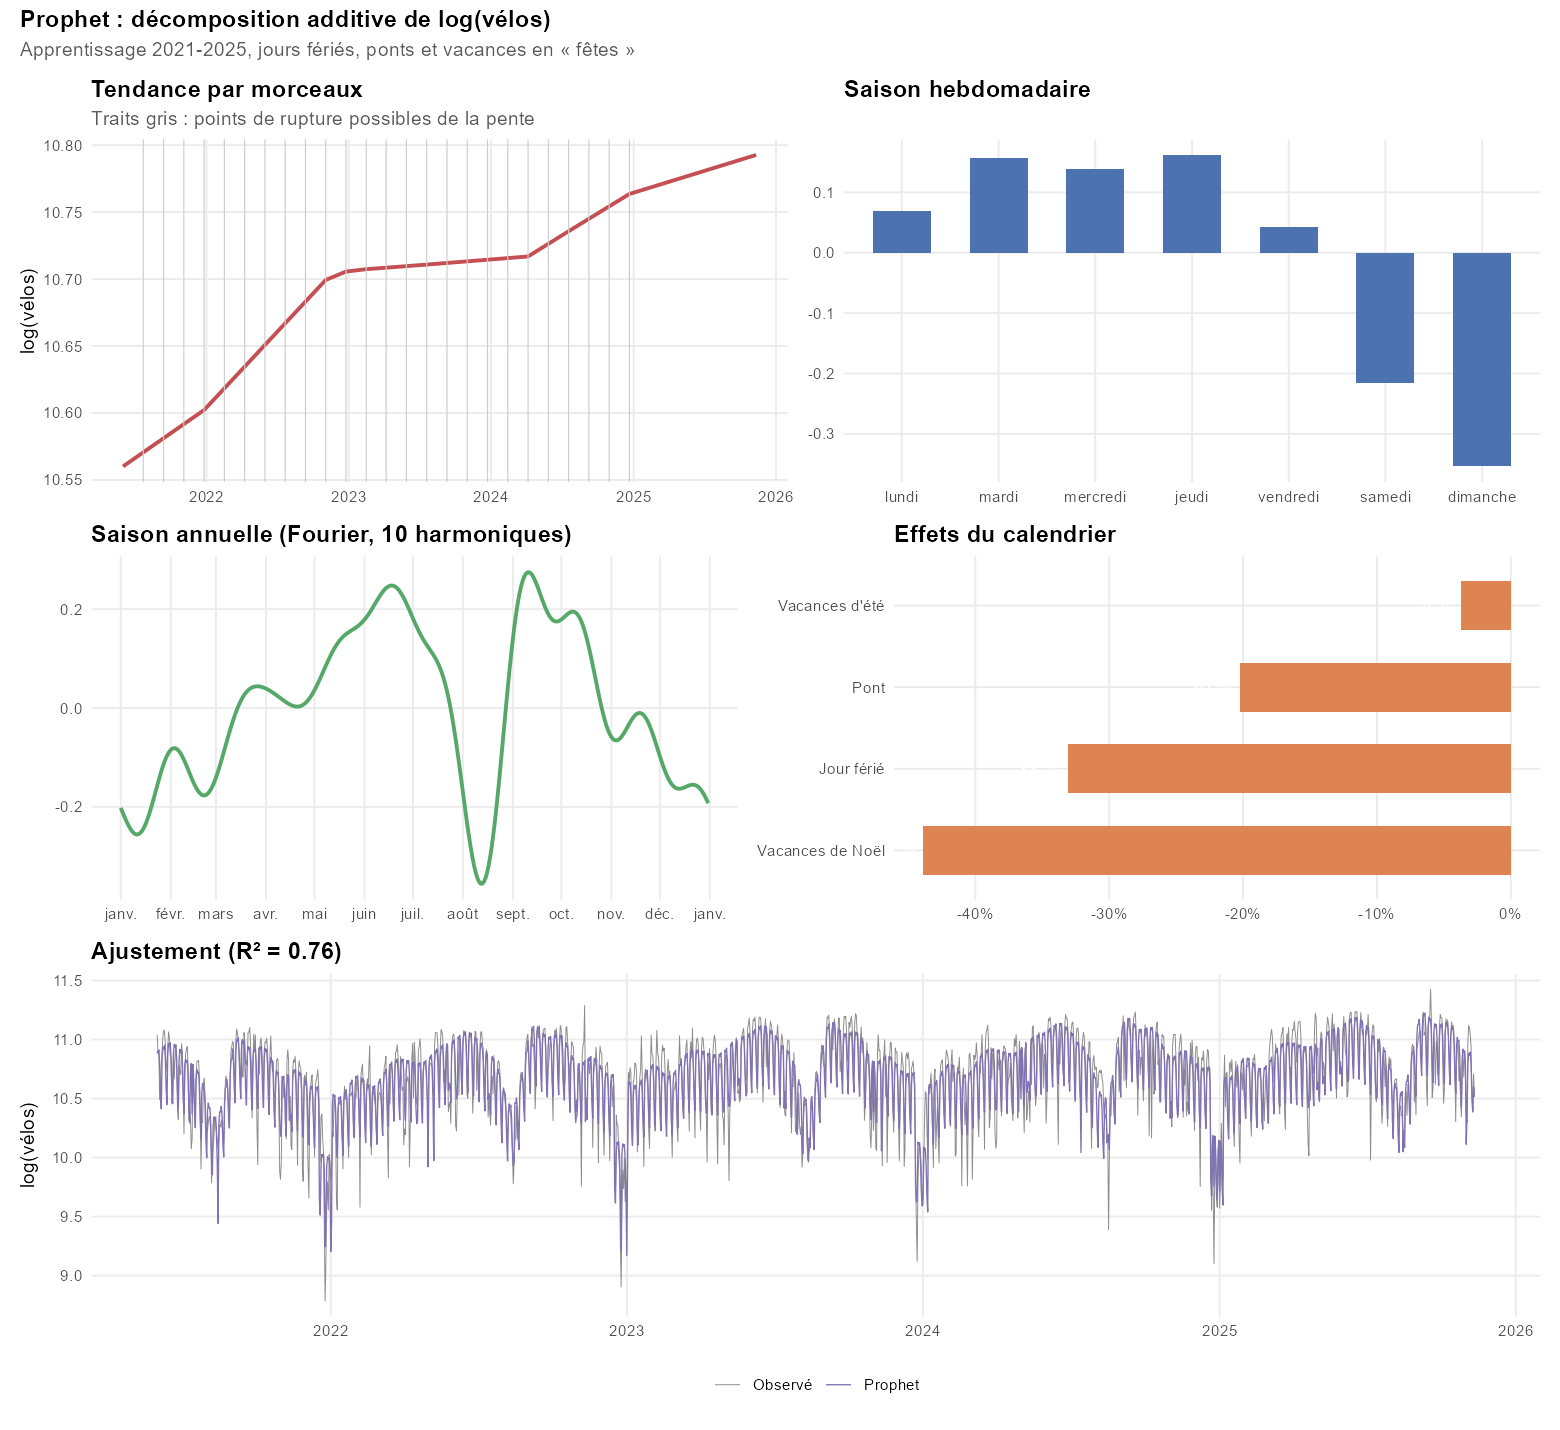 Prophet : décomposition additive de log(vélos)
Apprentissage 2021-2025, jours fériés, ponts et vacances en « fêtes »
Tendance par morceaux
Traits gris : points de rupture possibles de la pente
log(vélos)
10.80
10.75
10.70
10.65
10.60
10.55
2022 2023 2024 2025 2026
Saison hebdomadaire
0.1
0.0
-0.1
-0.2
-0.3
lundi mardi mercredi jeudi vendredi samedi dimanche
Saison annuelle (Fourier, 10 harmoniques)
0.2
0.0
-0.2
janv. févr. mars avr. mai juin juil. août sept. oct. nov. déc. janv.
Effets du calendrier
Vacances d'été
Pont
Jour férié
Vacances de Noël
-40% -30% -20% -10% 0%
Ajustement (R² = 0.76)
log(vélos)
11.5
11.0
10.5
10.0
9.5
9.0
2022 2023 2024 2025 2026
Observé Prophet